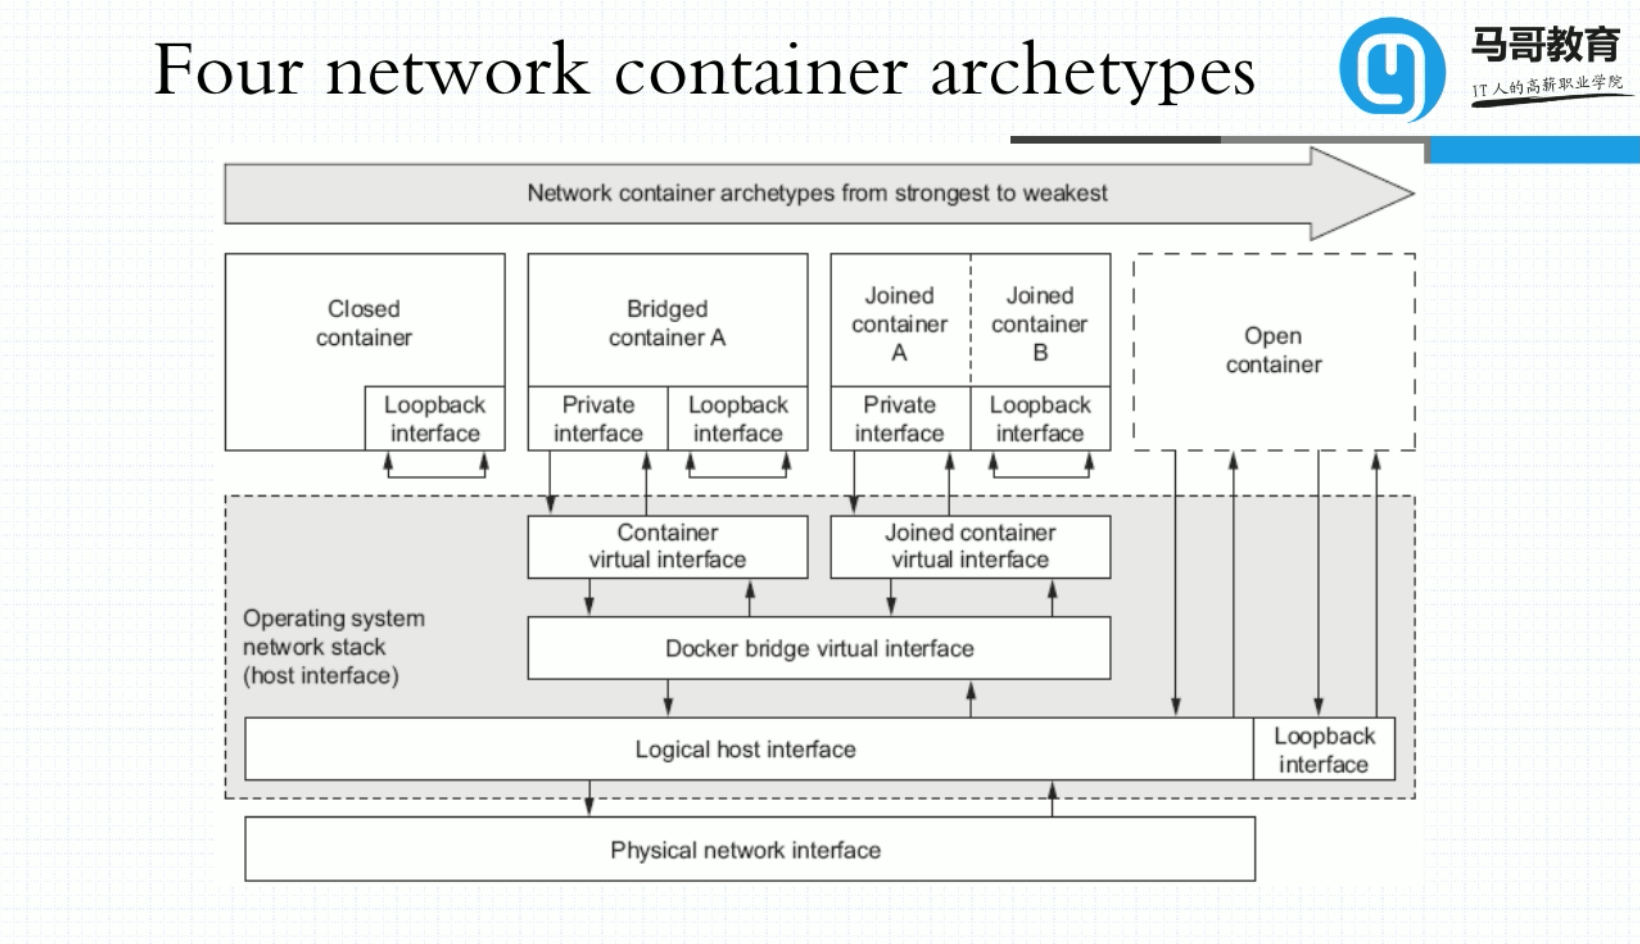 Four network container archetypes
马哥教育
IT人的高薪职业学院
Network container archetypes from strongest to weakest
Closed
container
Loopback
interface
Bridged
container A
Private
interface
Loopback
interface
Joined
container
A
Joined
container
B
Private
interface
Loopback
interface
Open
container
Container
virtual interface
Joined container
virtual interface
Operating system
network stack
(host interface)
Docker bridge virtual interface
Logical host interface
Loopback
interface
Physical network interface